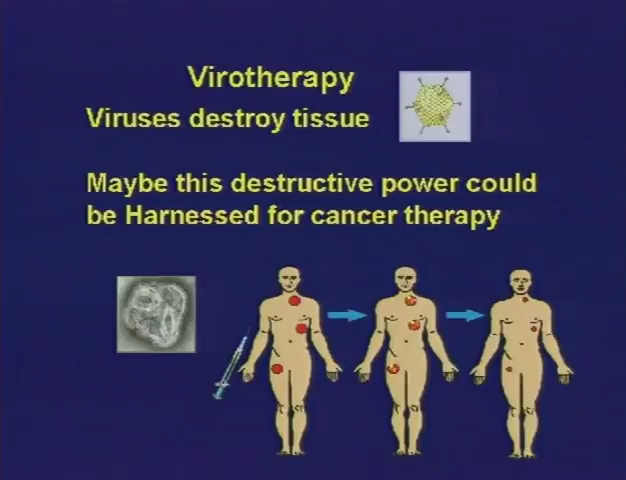 Virotherapy
Viruses destroy tissue
Maybe this destructive power could
be Harnessed for cancer therapy